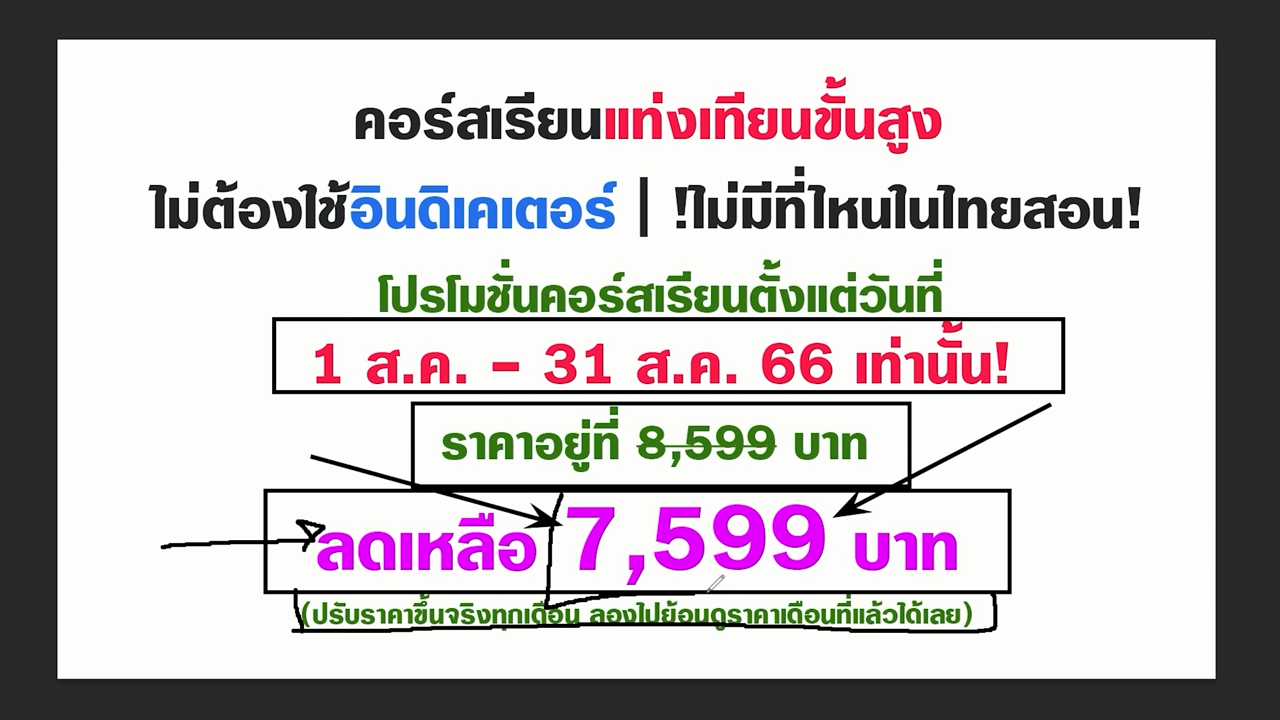 คอร์สเรียนแท่งเทียนขั้นสูง
ไม่ต้องใช้อินดิเคเตอร์ | !ไม่มีที่ไหนในไทยสอน!
โปรโมชั่นคอร์สเรียนตั้งแต่วันที่
1 ส.ค. – 31 ส.ค. 66 เท่านั้น!
ราคาอยู่ที่ 8,599 บาท
ลดเหลือ 7,599 บาท
(ปรับราคาขึ้นจริงทุกเดือน ลองไปย้อนดูราคาเดือนที่แล้วได้เลย)